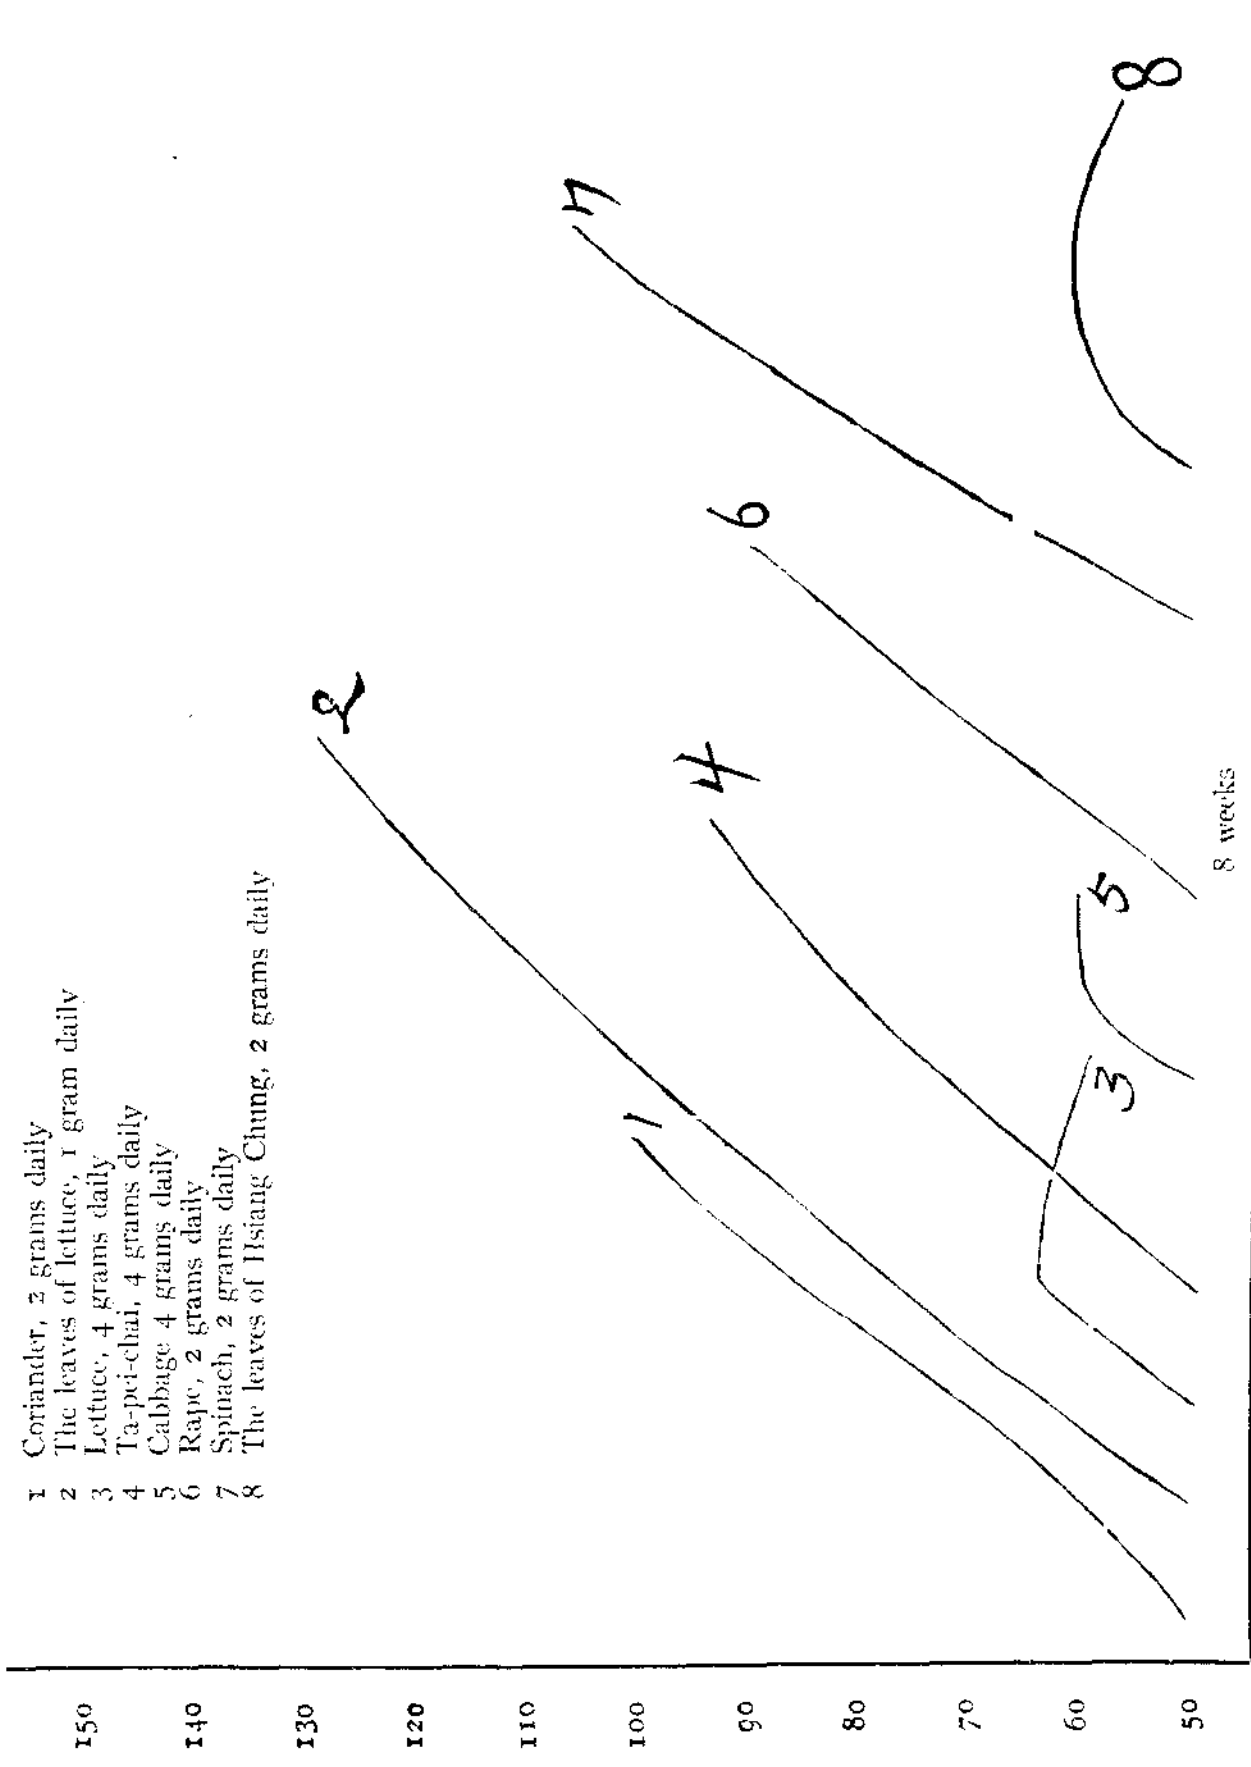 1 Coriander, 2 grams daily
2 The leaves of lettuce, 1 gram daily
3 Lettuce, 4 grams daily
4 Ta-pei-chai, 4 grams daily
5 Cabbage 4 grams daily
6 Rape, 2 grams daily
7 Spinach, 2 grams daily
8 The leaves of Hsiang Chung, 2 grams daily
150
140
130
120
110
100
90
80
70
60
50
1
2
3
4
5
6
7
8
8 weeks